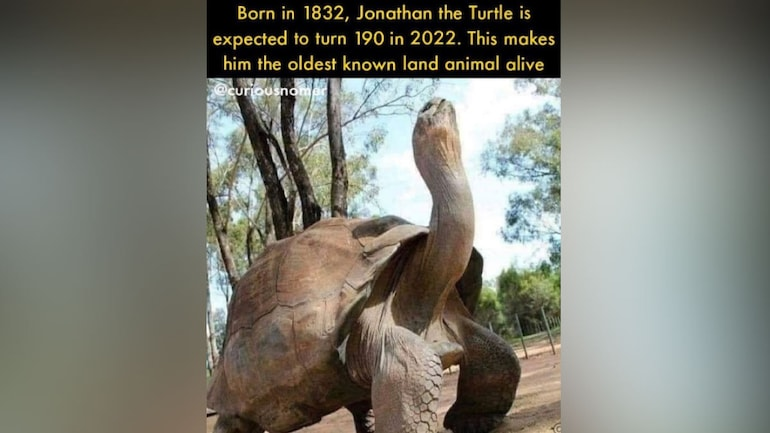 Born in 1832, Jonathan the Turtle is
expected to turn 190 in 2022. This makes
him the oldest known land animal alive
@curiousnomer